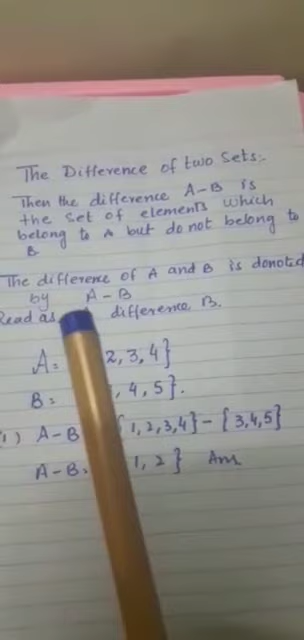 The Difference of two Sets:-
Then the difference A-B is
the set of elements which
belong to A but do not belong to
B
The difference of A and B is donoted
by A-B
Read as difference, B.
A= 2,3,4}
B= ,4,5}.
(1) A-B {1,2,3,4} - {3,4,5}
A-B= 1,2} Ans